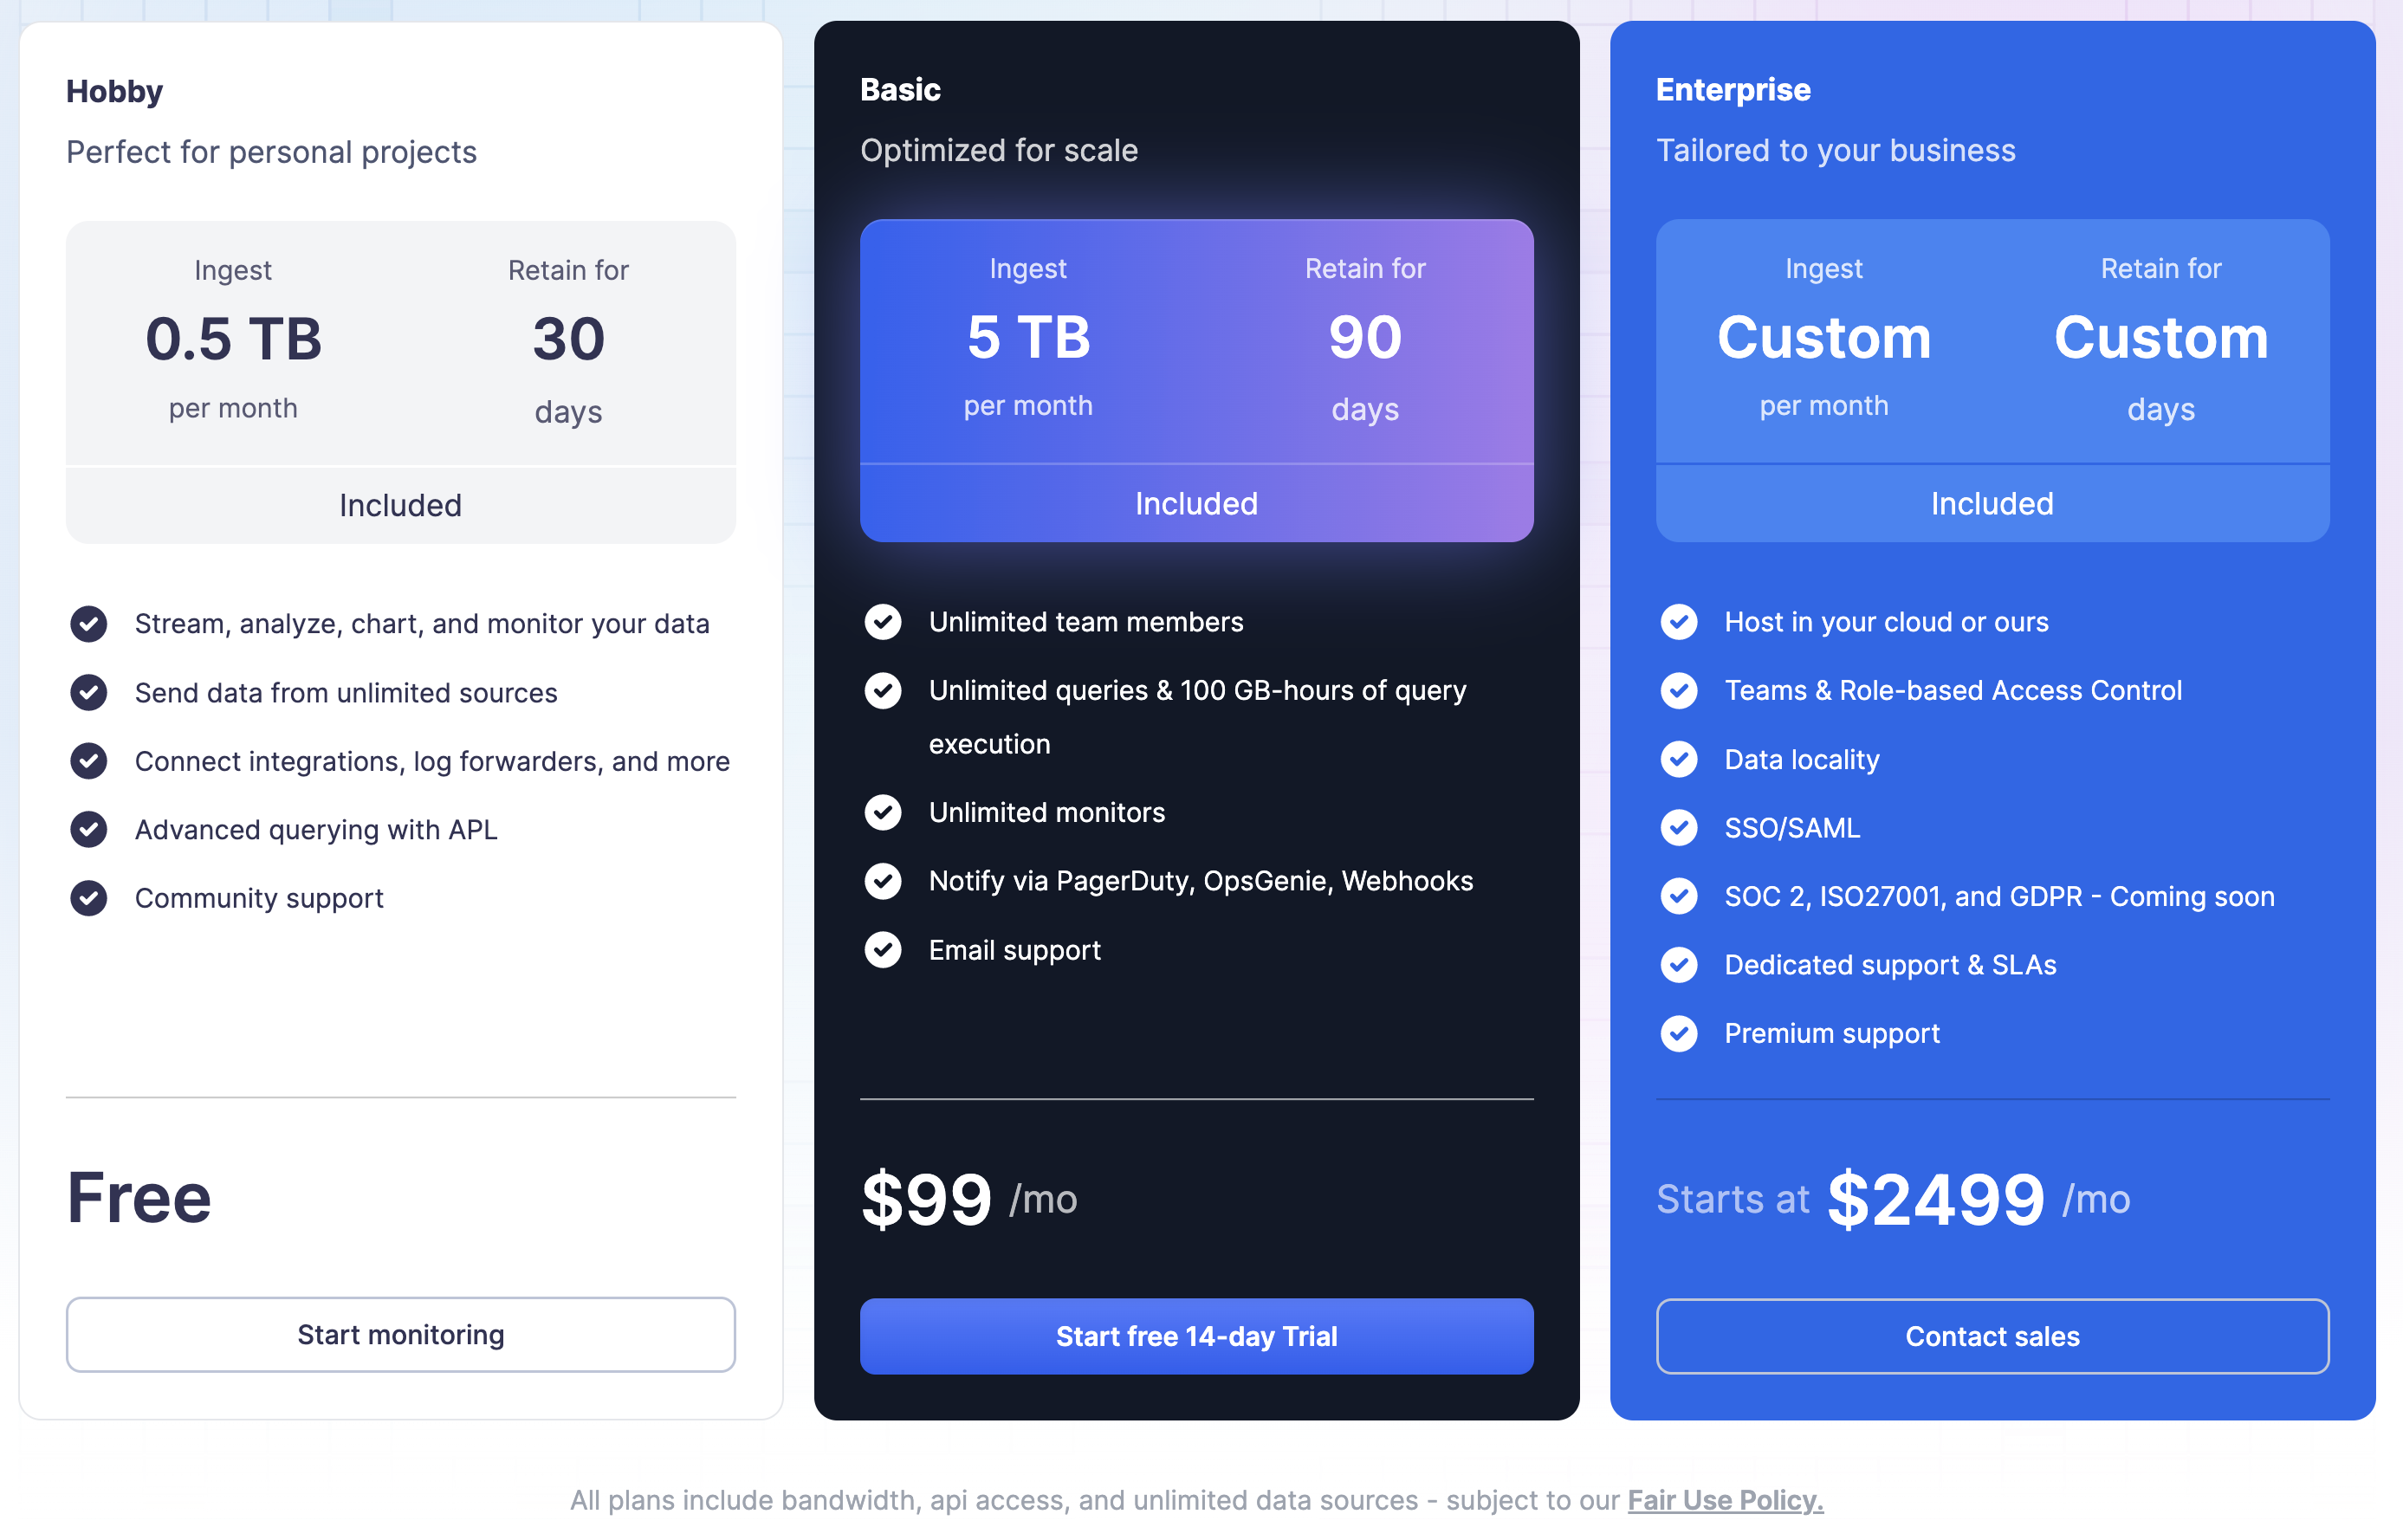 Hobby
Perfect for personal projects
Ingest
0.5 TB
per month
Retain for
30
days
Included
Stream, analyze, chart, and monitor your data
Send data from unlimited sources
Connect integrations, log forwarders, and more
Advanced querying with APL
Community support
Free
Start monitoring
Basic
Optimized for scale
Ingest
5 TB
per month
Retain for
90
days
Included
Unlimited team members
Unlimited queries & 100 GB-hours of query
execution
Unlimited monitors
Notify via PagerDuty, OpsGenie, Webhooks
Email support
$99 /mo
Start free 14-day Trial
Enterprise
Tailored to your business
Ingest
Custom
per month
Retain for
Custom
days
Included
Host in your cloud or ours
Teams & Role-based Access Control
Data locality
SSO/SAML
SOC 2, ISO27001, and GDPR - Coming soon
Dedicated support & SLAs
Premium support
Starts at $2499 /mo
Contact sales
All plans include bandwidth, api access, and unlimited data sources - subject to our Fair Use Policy.